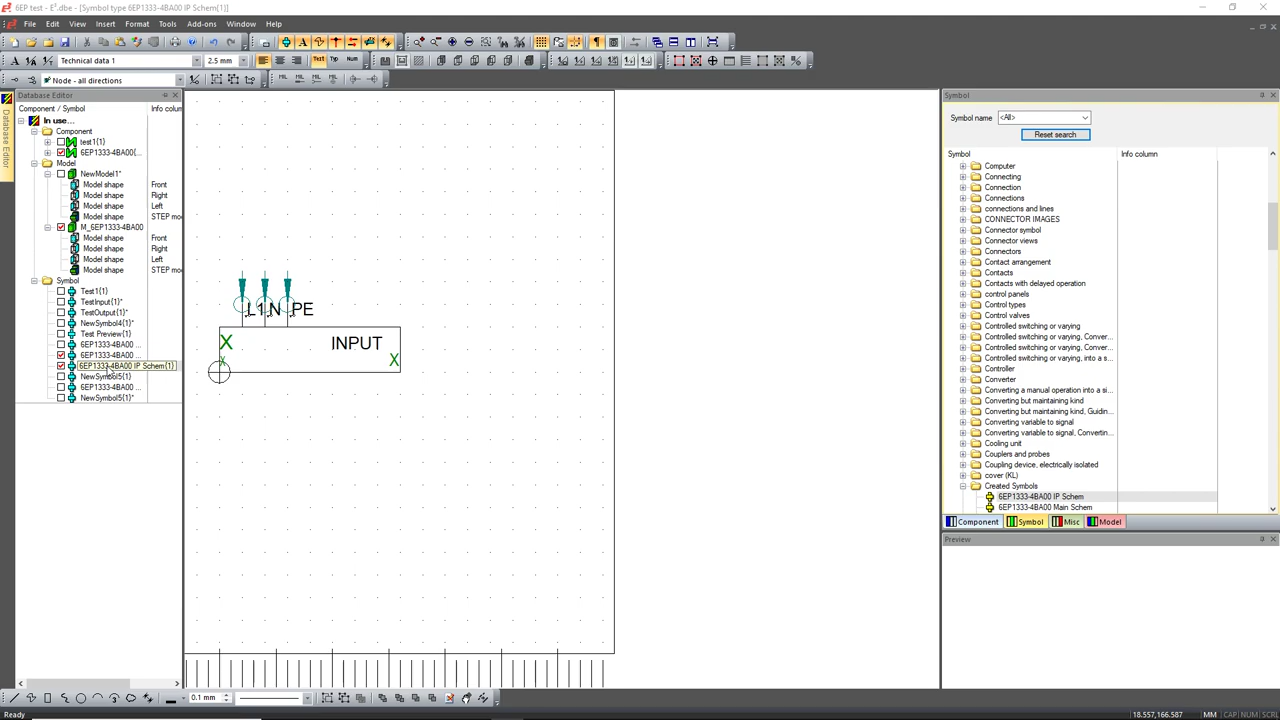 6EP test - E³.dbe - [Symbol type 6EP1333-4BA00 IP Schem(1)]
File Edit View Insert Format Tools Add-ons Window Help
Technical data 1 2.5 mm Text Typ Num
Node - all directions MIL MIL MIL MIL
Database Editor
Component / Symbol Info colum
Database Editor
In use...
Component
test1(1)
6EP1333-4BA00(...
Model
NewModel1*
Model shape Front
Model shape Right
Model shape Left
Model shape STEP mo
M_6EP1333-4BA00
Model shape Front
Model shape Right
Model shape Left
Model shape STEP mo
Symbol
Test1(1)
TestInput(1)*
TestOutput(1)*
NewSymbol4(1)*
Test Preview(1)
6EP1333-4BA00 ...
6EP1333-4BA00 ...
6EP1333-4BA00 IP Schem(1)
NewSymbol5(1)
6EP1333-4BA00 ...
NewSymbol5(1)*
L1 N PE
X INPUT
X X
Symbol
Symbol name <All>
Reset search
Symbol Info column
Computer
Connecting
Connection
Connections
connections and lines
CONNECTOR IMAGES
Connector symbol
Connector views
Connectors
Contact arrangement
Contacts
Contacts with delayed operation
control panels
Control types
Control valves
Controlled switching or varying
Controlled switching or varying, Conver...
Controlled switching or varying, Conver...
Controlled switching or varying, into a s...
Controller
Converter
Converting a manual operation into a si...
Converting but maintaining kind
Converting but maintaining kind, Guidin...
Converting variable to signal
Converting variable to signal, Convertin...
Cooling unit
Couplers and probes
Coupling device, electrically isolated
cover (KL)
Created Symbols
6EP1333-4BA00 IP Schem
6EP1333-4BA00 Main Schem
Component Symbol Misc Model
Preview
0.1 mm
Ready 18.557,166.587 MM CAP NUM SCRL